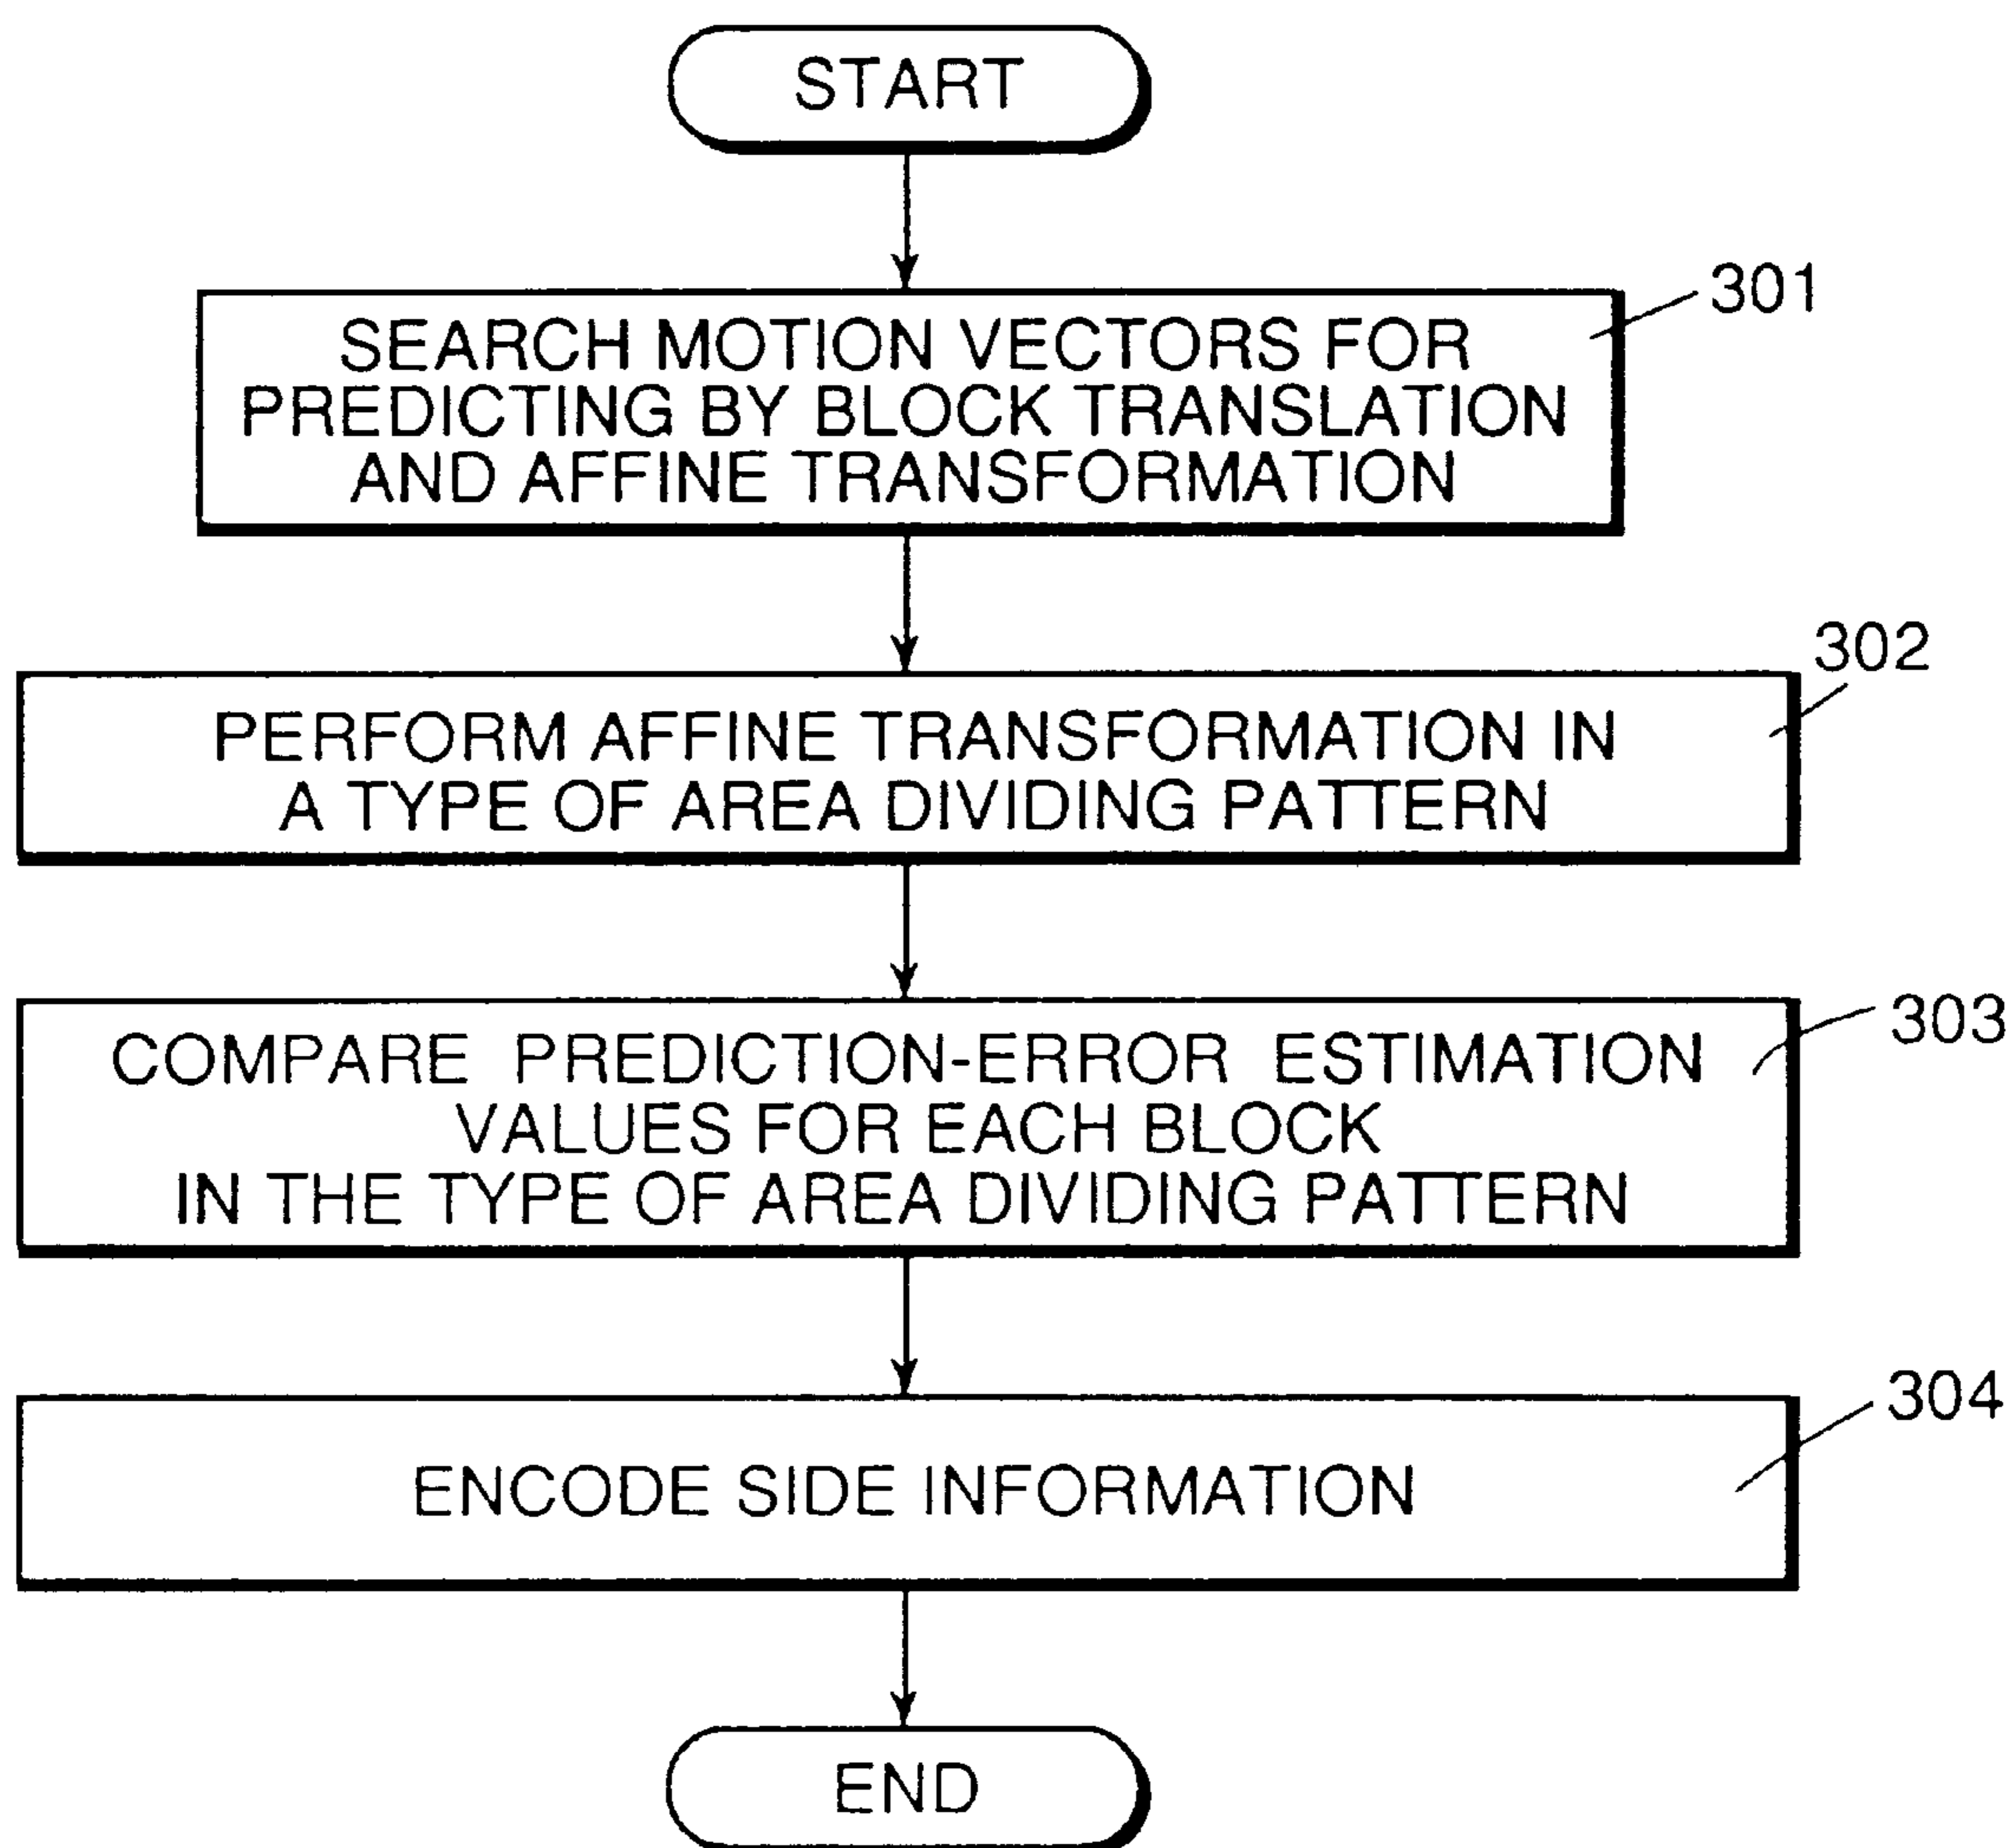 START
301
SEARCH MOTION VECTORS FOR
PREDICTING BY BLOCK TRANSLATION
AND AFFINE TRANSFORMATION
302
PERFORM AFFINE TRANSFORMATION IN
A TYPE OF AREA DIVIDING PATTERN
303
COMPARE PREDICTION-ERROR ESTIMATION
VALUES FOR EACH BLOCK
IN THE TYPE OF AREA DIVIDING PATTERN
304
ENCODE SIDE INFORMATION
END